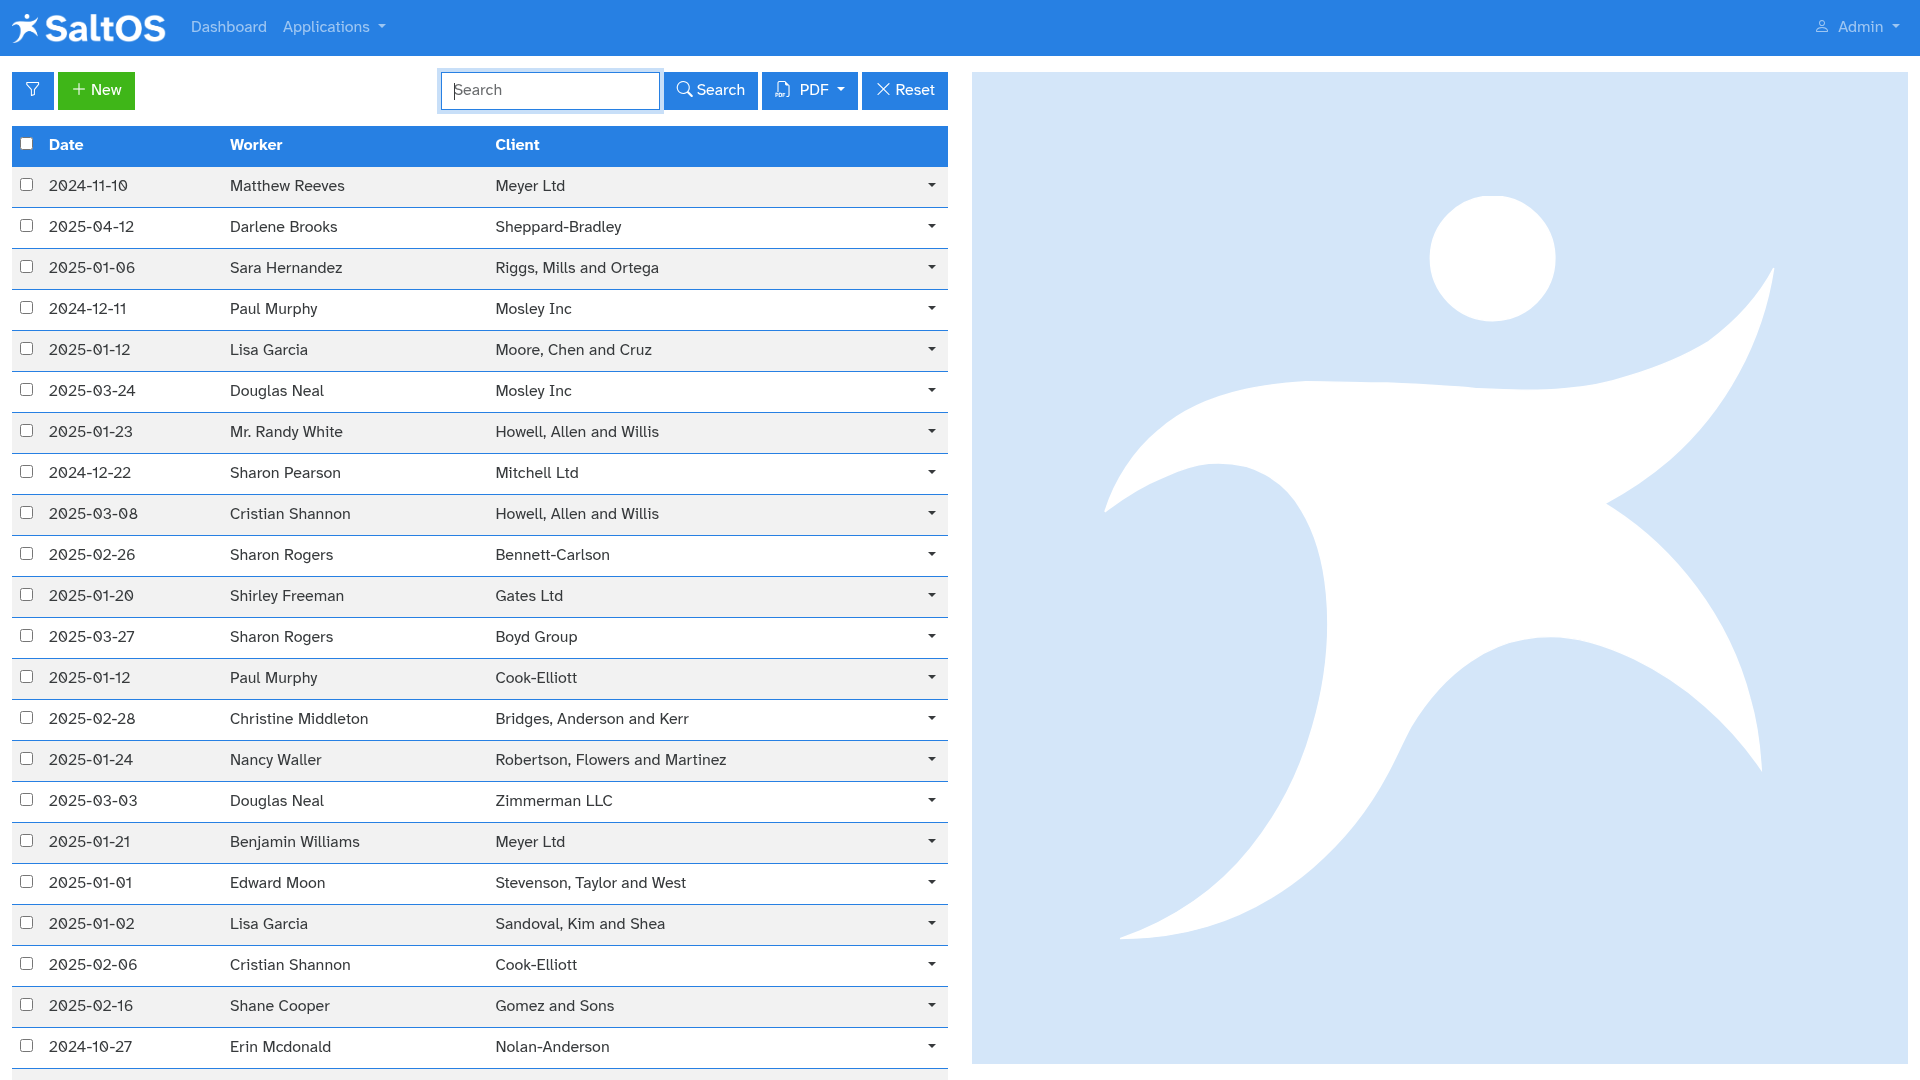 SaltOS Dashboard Applications Admin
New Search Search PDF Reset
Date Worker Client
2024-11-10 Matthew Reeves Meyer Ltd
2025-04-12 Darlene Brooks Sheppard-Bradley
2025-01-06 Sara Hernandez Riggs, Mills and Ortega
2024-12-11 Paul Murphy Mosley Inc
2025-01-12 Lisa Garcia Moore, Chen and Cruz
2025-03-24 Douglas Neal Mosley Inc
2025-01-23 Mr. Randy White Howell, Allen and Willis
2024-12-22 Sharon Pearson Mitchell Ltd
2025-03-08 Cristian Shannon Howell, Allen and Willis
2025-02-26 Sharon Rogers Bennett-Carlson
2025-01-20 Shirley Freeman Gates Ltd
2025-03-27 Sharon Rogers Boyd Group
2025-01-12 Paul Murphy Cook-Elliott
2025-02-28 Christine Middleton Bridges, Anderson and Kerr
2025-01-24 Nancy Waller Robertson, Flowers and Martinez
2025-03-03 Douglas Neal Zimmerman LLC
2025-01-21 Benjamin Williams Meyer Ltd
2025-01-01 Edward Moon Stevenson, Taylor and West
2025-01-02 Lisa Garcia Sandoval, Kim and Shea
2025-02-06 Cristian Shannon Cook-Elliott
2025-02-16 Shane Cooper Gomez and Sons
2024-10-27 Erin Mcdonald Nolan-Anderson